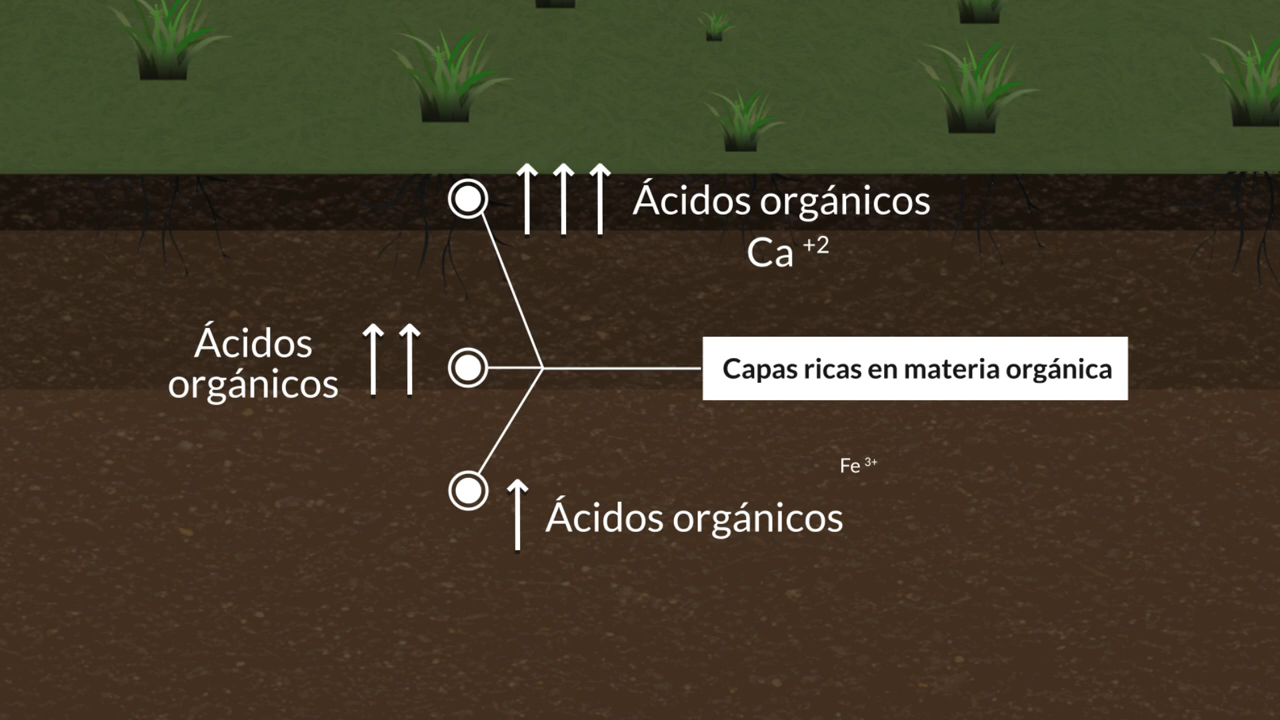 Ácidos orgánicos
Ca +2
Ácidos
orgánicos
Capas ricas en materia orgánica
Fe 3+
Ácidos orgánicos